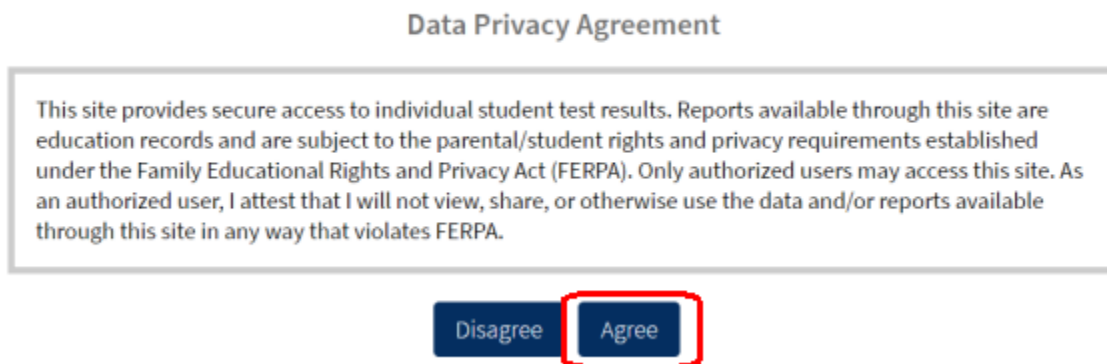 Data Privacy Agreement
This site provides secure access to individual student test results. Reports available through this site are
education records and are subject to the parental/student rights and privacy requirements established
under the Family Educational Rights and Privacy Act (FERPA). Only authorized users may access this site. As
an authorized user, I attest that I will not view, share, or otherwise use the data and/or reports available
through this site in any way that violates FERPA.
Disagree Agree